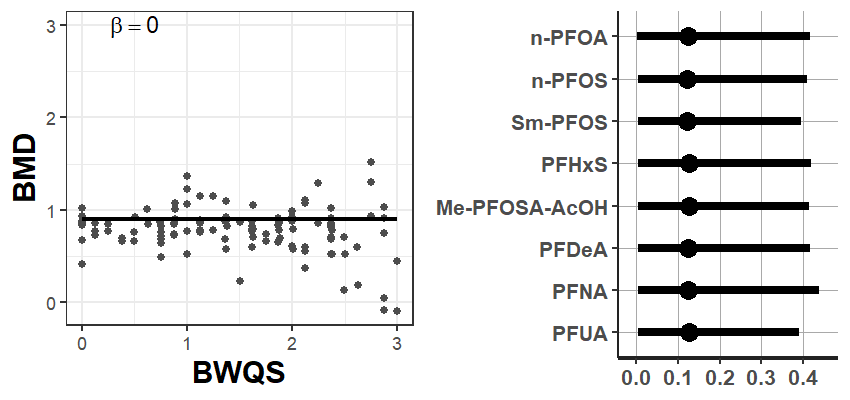 β = 0
BMD
3
2
1
0
0 1 2 3
BWQS
n-PFOA
n-PFOS
Sm-PFOS
PFHxS
Me-PFOSA-AcOH
PFDeA
PFNA
PFUA
0.0 0.1 0.2 0.3 0.4